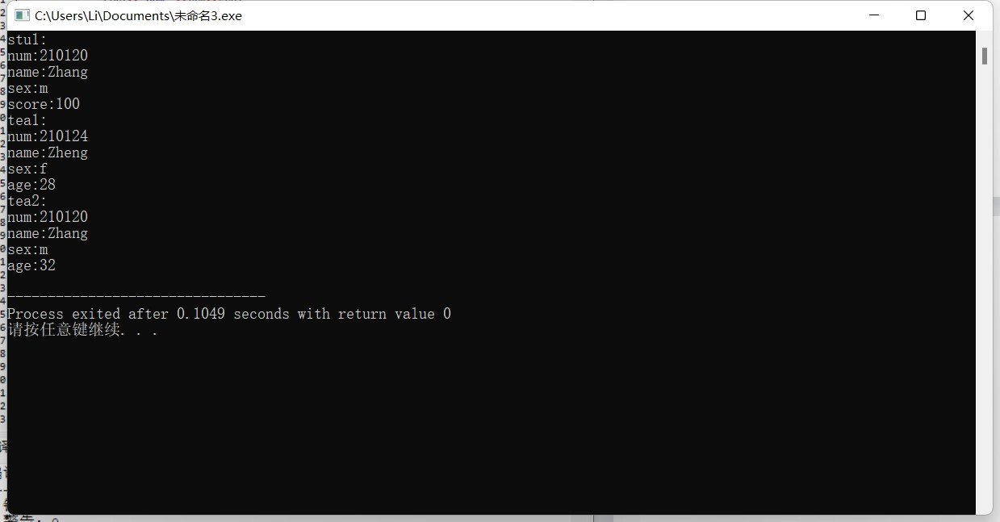 C:\Users\Li\Documents\未命名3.exe
stu1:
num:210120
name:Zhang
sex:m
score:100
tea1:
num:210124
name:Zheng
sex:f
age:28
tea2:
num:210120
name:Zhang
sex:m
age:32
--------------------------------
Process exited after 0.1049 seconds with return value 0
请按任意键继续. . .